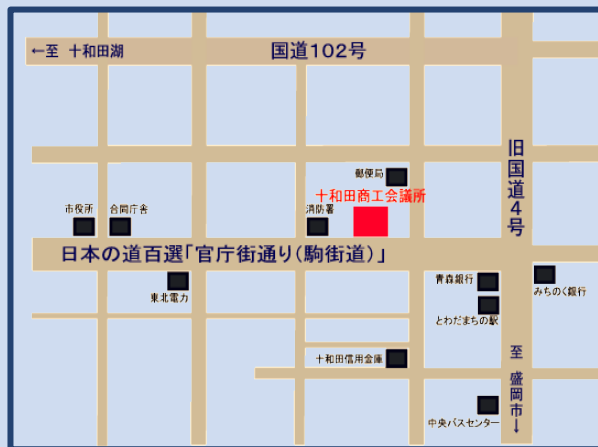 ←至 十和田湖
国道102号
旧国道4号
郵便局
十和田商工会議所
市役所
合同庁舎
消防署
日本の道百選「官庁街通り(駒街道)」
東北電力
青森銀行
みちのく銀行
とわだまちの駅
十和田信用金庫
至 盛岡市↓
中央バスセンター